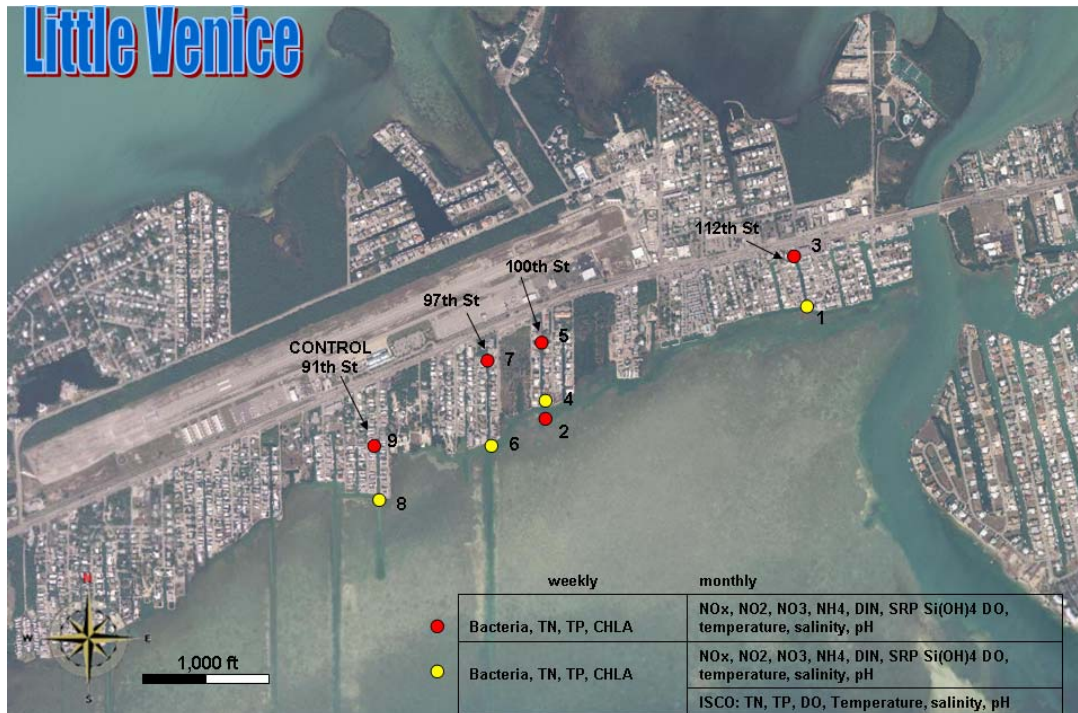 Little Venice
112th St
3
100th St
1
97th St
5
CONTROL
91th St
7
4
2
9
6
8
N
W
E
S
1,000 ft
weekly monthly
Bacteria, TN, TP, CHLA
NOx, NO2, NO3, NH4, DIN, SRP Si(OH)4 DO,
temperature, salinity, pH
Bacteria, TN, TP, CHLA
NOx, NO2, NO3, NH4, DIN, SRP Si(OH)4 DO,
temperature, salinity, pH
ISCO: TN, TP, DO, Temperature, salinity, pH